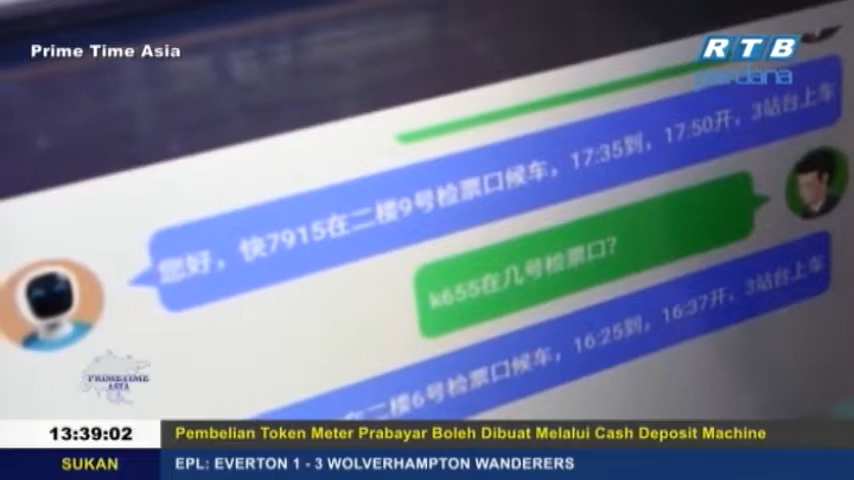 Prime Time Asia
RTB
perdana
您好，快7915在二楼9号检票口候车，17:35到，17:50开，3站台上车
k655在几号检票口?
在二楼6号检票口候车，16:25到，16:37开，3站台上车
PRIMETIME
ASIA
13:39:02
Pembelian Token Meter Prabayar Boleh Dibuat Melalui Cash Deposit Machine
SUKAN
EPL: EVERTON 1 - 3 WOLVERHAMPTON WANDERERS